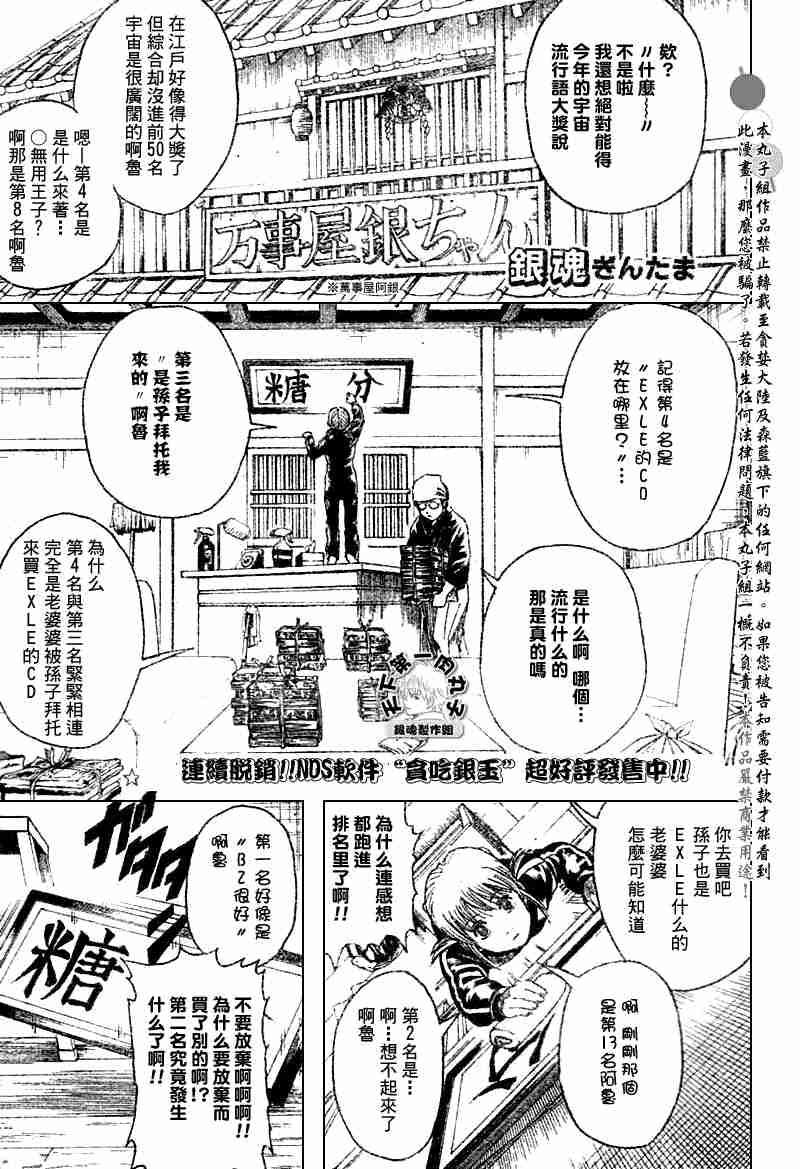 欸？
不是啦
〃什麼～〃
我還想絕對能得
今年的宇宙
流行語大獎說
在江戶好像得大獎了
但綜合却沒進前50名
宇宙是很廣闊的啊魯
嗯—第4名是
是什么來著…
○無用王子？
啊那是第8名啊魯
万事屋銀ちゃん
※萬事屋阿銀
銀魂ぎんたま
記得第4名是
〃EXLE的CD
放在哪里？〃…
糖分
第三名是
〃是孫子拜托我
來的〃啊魯
是什么啊 哪個…
流行什么的
那是真的嗎
為什么
第4名與第三名緊緊相連
完全是老婆婆被孫子拜托
來買EXLE的CD
天下第一肉丸子
銀魂製作組
連續脫銷!!NDS軟件“貪吃銀玉”超好評發售中!!
你去買吧
孫子也是
EXLE什么的
老婆婆
怎麼可能知道
啊 剛剛那個
是第13名阿魯
為什么連感想
都跑進
排名里了啊!!
第2名是…
啊…想不起來了
啊魯
第一名好像是
〃B2很好〃
啊魯
ガタガタ
糖
不要放棄啊啊啊!!
為什么要放棄而
買了別的啊!?
第二名究竟發生
什么了啊!!
本丸子組作品禁止轉載至貪婪大陸及森藍旗下的任何網站。如果您被告知需要付款才能看到
此漫畫，那麼您被騙了。若發生任何法律問題，本丸子組一概不負責！本作品嚴禁商業用途！